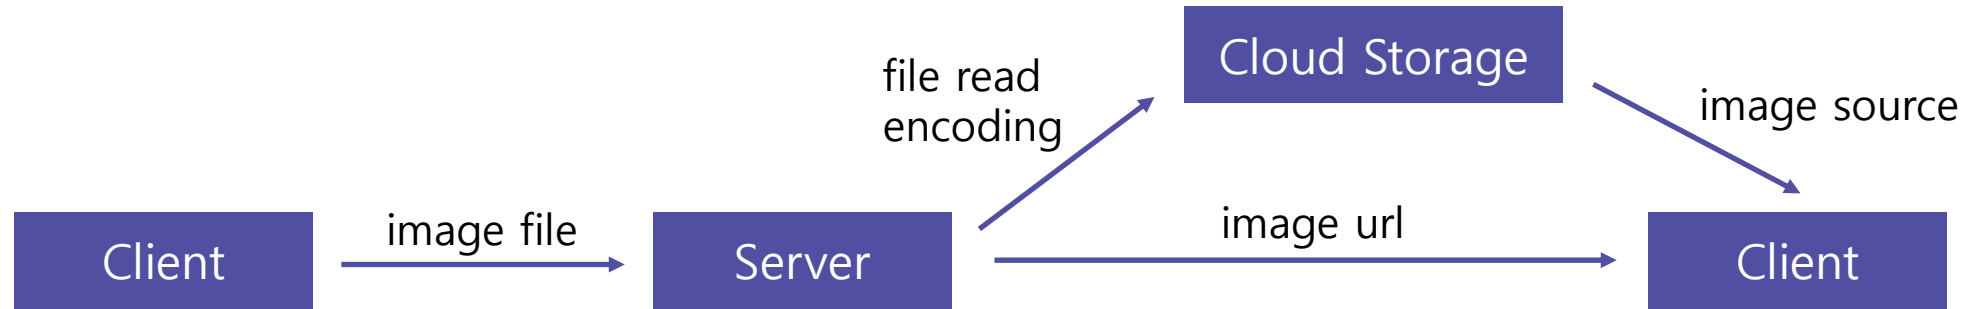 Cloud Storage
file read
encoding
image source
Client
image file
Server
image url
Client